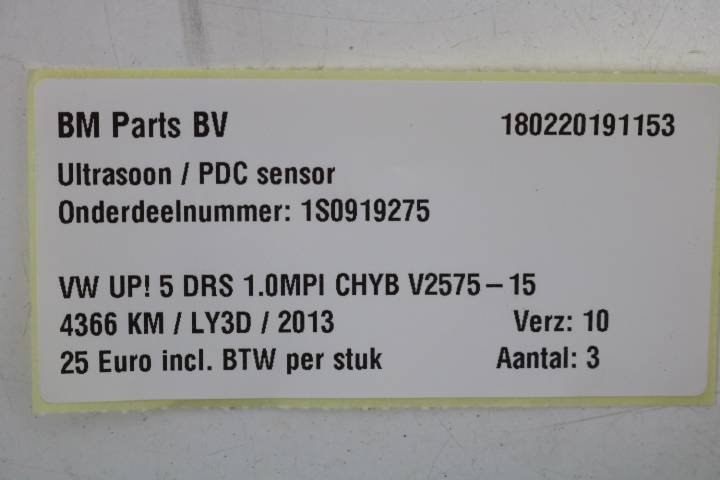 BM Parts BV 180220191153
Ultrasoon / PDC sensor
Onderdeelnummer: 1S0919275
VW UP! 5 DRS 1.0MPI CHYB V2575-15
4366 KM / LY3D / 2013 Verz: 10
25 Euro incl. BTW per stuk Aantal: 3